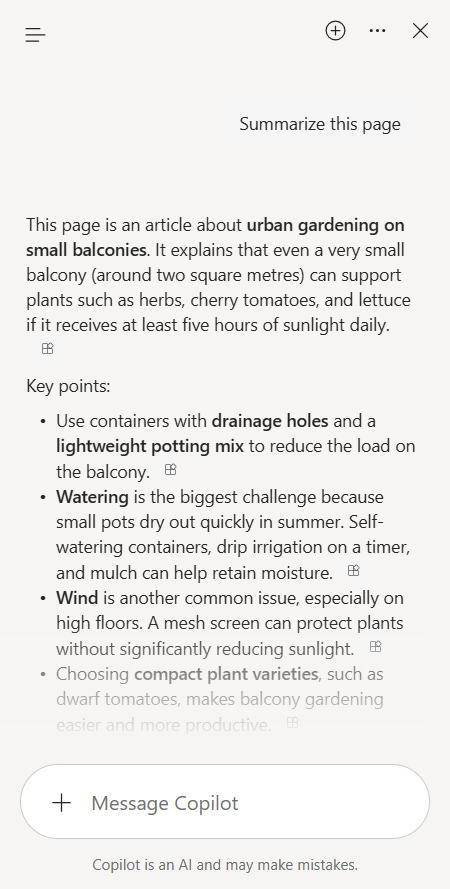 Summarize this page
This page is an article about urban gardening on
small balconies. It explains that even a very small
balcony (around two square metres) can support
plants such as herbs, cherry tomatoes, and lettuce
if it receives at least five hours of sunlight daily.
Key points:
• Use containers with drainage holes and a
lightweight potting mix to reduce the load on
the balcony.
• Watering is the biggest challenge because
small pots dry out quickly in summer. Self-
watering containers, drip irrigation on a timer,
and mulch can help retain moisture.
• Wind is another common issue, especially on
high floors. A mesh screen can protect plants
without significantly reducing sunlight.
• Choosing compact plant varieties, such as
dwarf tomatoes, makes balcony gardening
easier and more productive.
Message Copilot
Copilot is an AI and may make mistakes.